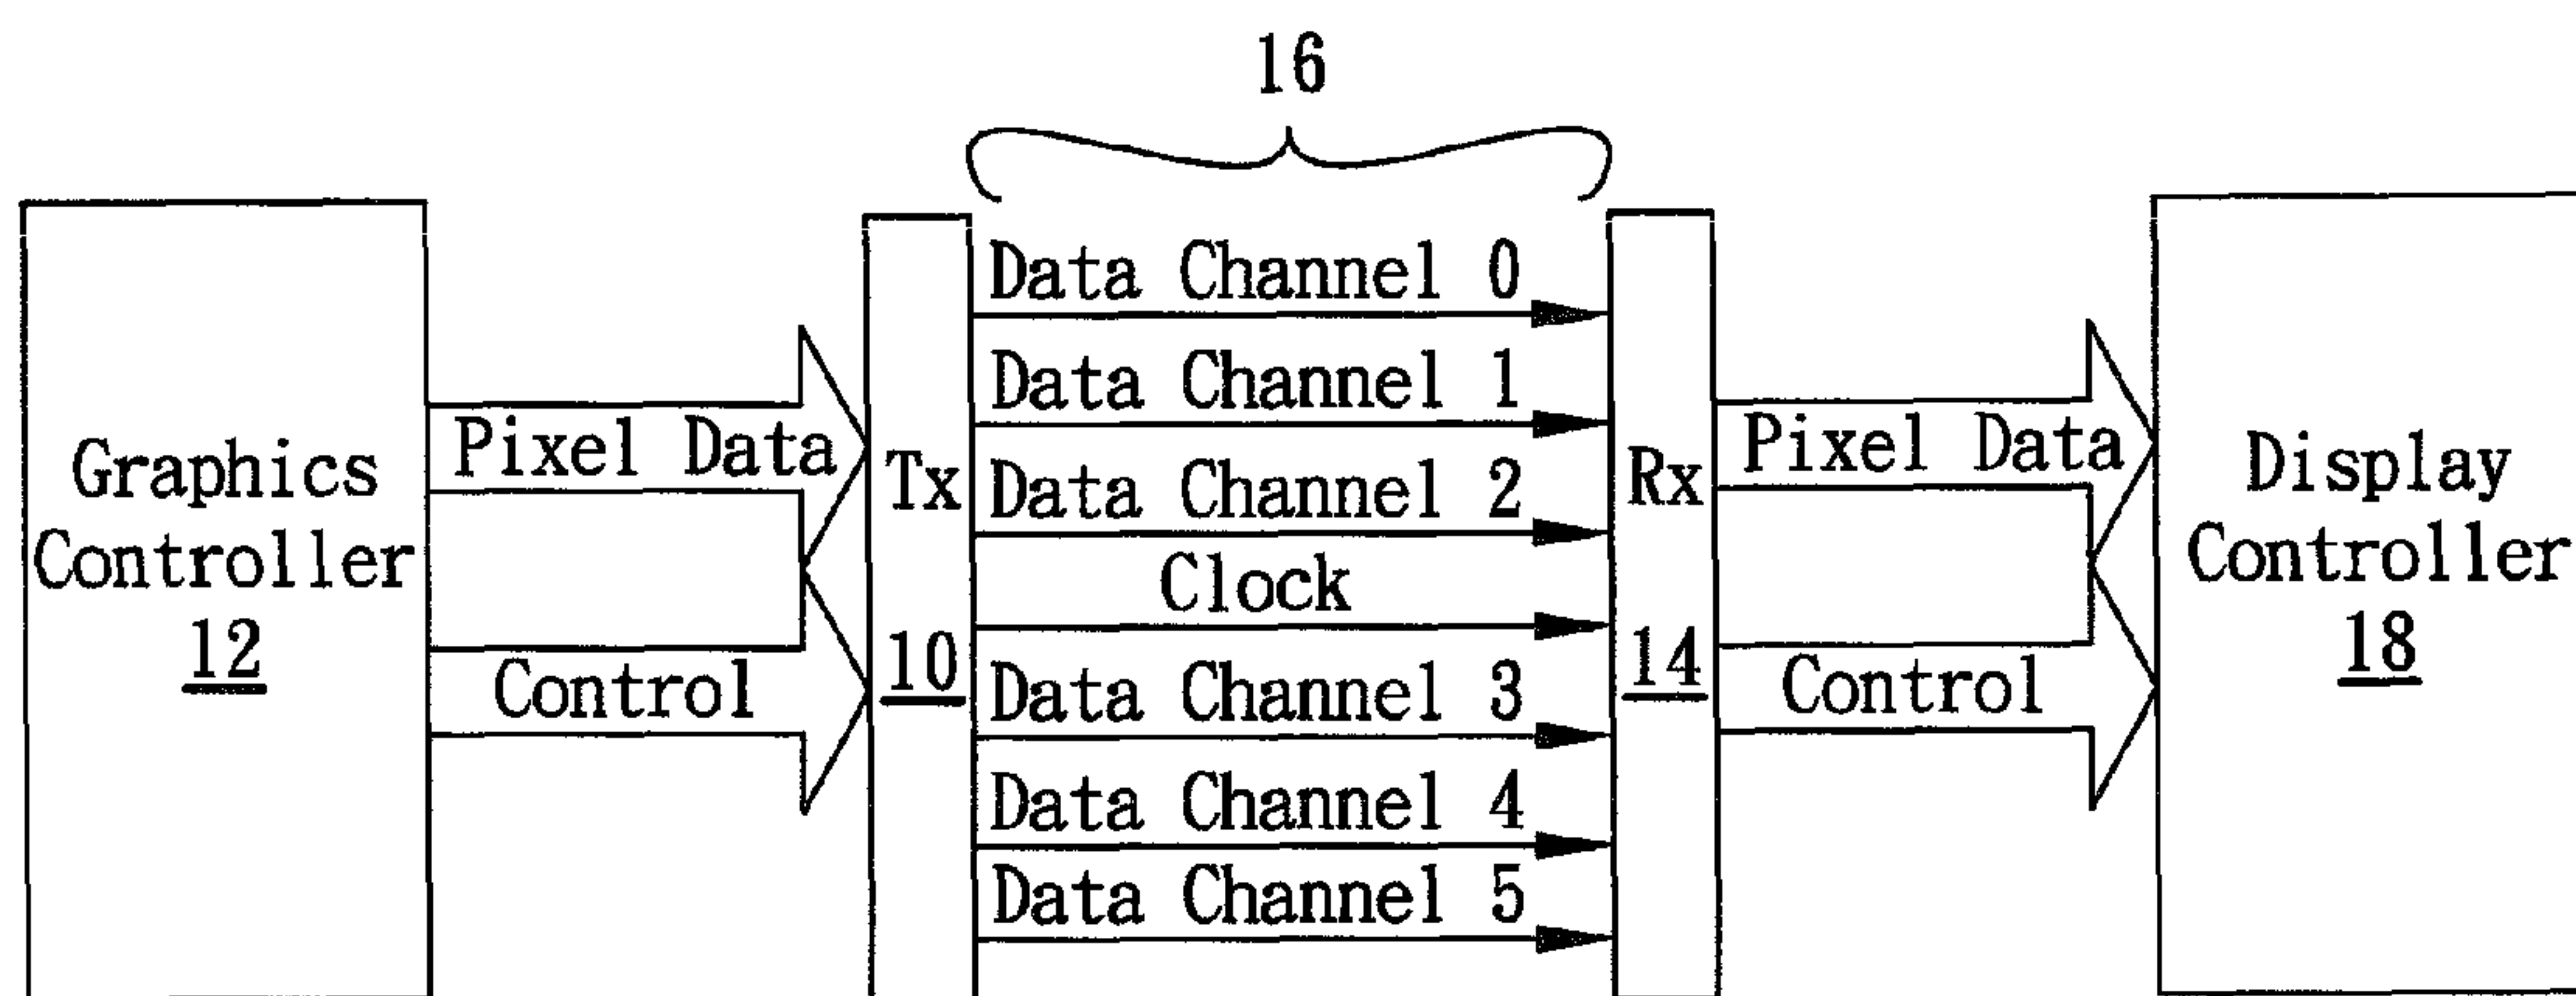 16
Graphics
Controller
12
Pixel Data
Control
Tx
10
Data Channel 0
Data Channel 1
Data Channel 2
Clock
Data Channel 3
Data Channel 4
Data Channel 5
Rx
14
Pixel Data
Control
Display
Controller
18